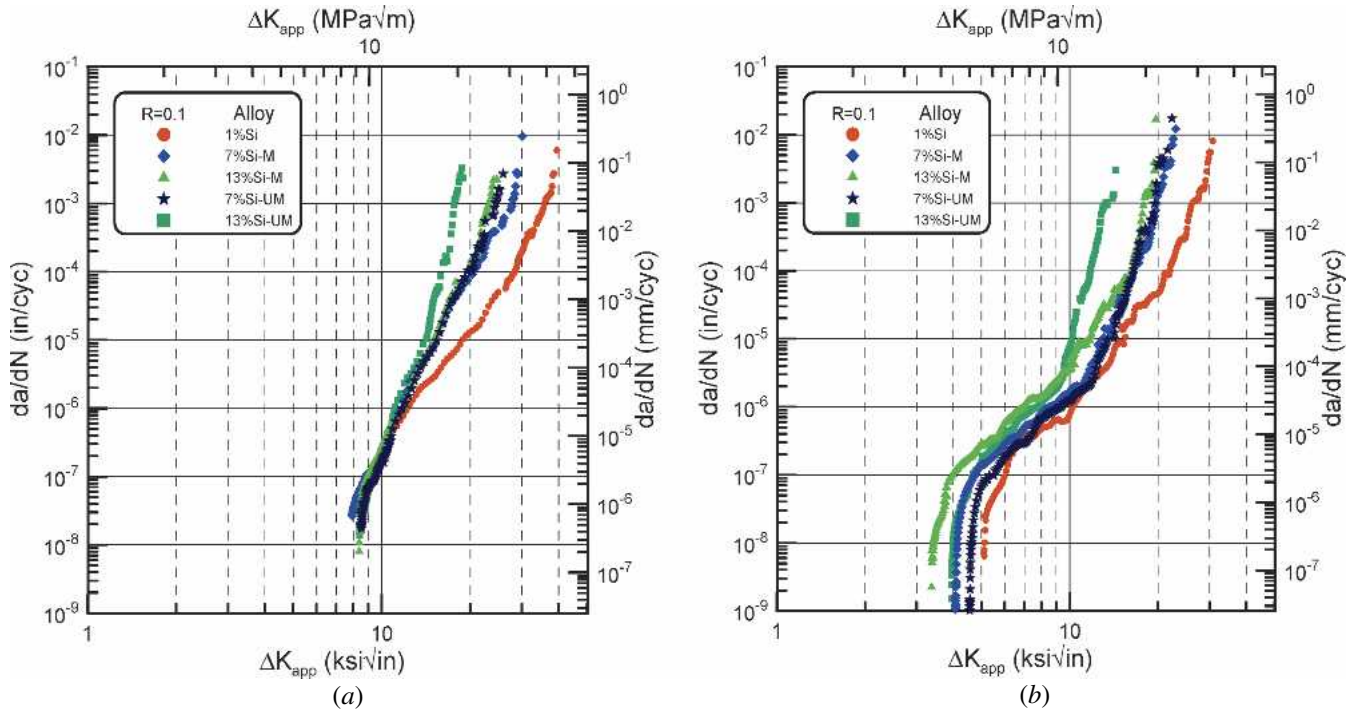 ΔK_app (MPa√m)
10
10^-1
10^-2
10^-3
10^-4
10^-5
10^-6
10^-7
10^-8
10^-9
da/dN (in/cyc)
R=0.1 Alloy
1%Si
7%Si-M
13%Si-M
7%Si-UM
13%Si-UM
10^0
10^-1
10^-2
10^-3
10^-4
10^-5
10^-6
10^-7
da/dN (mm/cyc)
1 10
ΔK_app (ksi√in)
(a)
ΔK_app (MPa√m)
10
10^-1
10^-2
10^-3
10^-4
10^-5
10^-6
10^-7
10^-8
10^-9
da/dN (in/cyc)
R=0.1 Alloy
1%Si
7%Si-M
13%Si-M
7%Si-UM
13%Si-UM
10^0
10^-1
10^-2
10^-3
10^-4
10^-5
10^-6
10^-7
da/dN (mm/cyc)
1 10
ΔK_app (ksi√in)
(b)